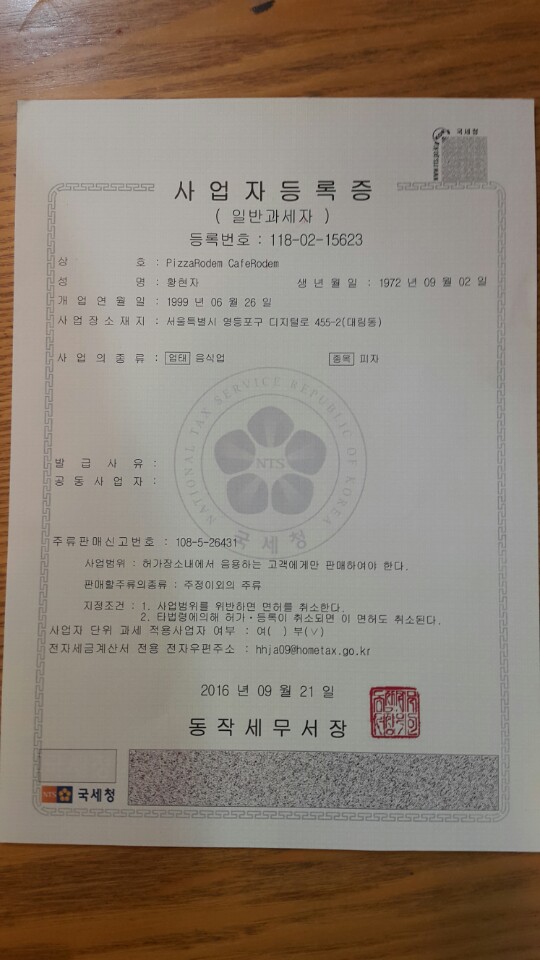 국세청
사업자등록증
( 일반과세자 )
등록번호 : 118-02-15623
상 호 : PizzaRodem CafeRodem
성 명 : 황현자 생 년 월 일 : 1972 년 09 월 02 일
개 업 연 월 일 : 1999 년 06 월 26 일
사 업 장 소 재 지 : 서울특별시 영등포구 디지털로 455-2(대림동)
사 업 의 종 류 : 업태 음식업 종목 피자
NATIONAL TAX SERVICE REPUBLIC OF KOREA
NTS
국세청
발 급 사 유 :
공 동 사 업 자 :
주류판매신고번호 : 108-5-26431
사업범위 : 허가장소내에서 음용하는 고객에게만 판매하여야 한다.
판매할주류의종류 : 주정이외의 주류
지정조건 : 1. 사업범위를 위반하면 면허를 취소한다.
2. 타법령에의해 허가·등록이 취소되면 이 면허도 취소된다.
사업자 단위 과세 적용사업자 여부 : 여( ) 부(∨)
전자세금계산서 전용 전자우편주소 : hhja09@hometax.go.kr
2016 년 09 월 21 일
동작세무서장
NTS 국세청